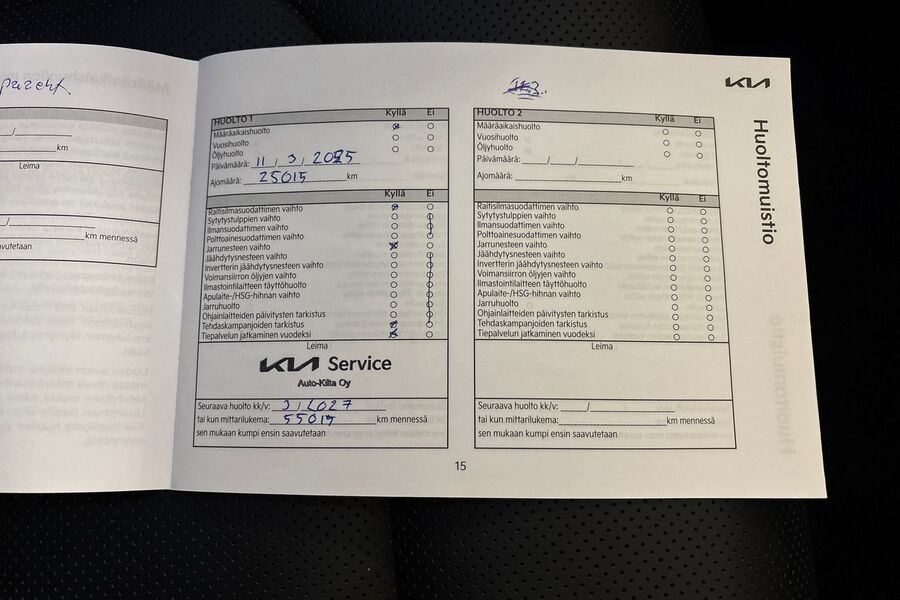 km
Leima
km mennessä
KIA
Huoltomuistio
HUOLTO 1 Kyllä Ei
Määräaikaishuolto
Vuosihuolto
Öljyhuolto
Päivämäärä: 11 / 3 / 2025
Ajomäärä: 25015 km
Kyllä Ei
Raitisilmasuodattimen vaihto
Sytytystulppien vaihto
Ilmansuodattimen vaihto
Polttoainesuodattimen vaihto
Jarrunesteen vaihto
Jäähdytysnesteen vaihto
Invertterin jäähdytysnesteen vaihto
Voimansiirron öljyjen vaihto
Ilmastointilaitteen täyttöhuolto
Apulaite-/HSG-hihnan vaihto
Jarruhuolto
Ohjainlaitteiden päivitysten tarkistus
Tehdaskampanjoiden tarkistus
Tiepalvelun jatkaminen vuodeksi
Leima
KIA Service
Auto-Kilta Oy
Seuraava huolto kk/v: 3 / 2027
tai kun mittarilukema: 55015 km mennessä
sen mukaan kumpi ensin saavutetaan
HUOLTO 2 Kyllä Ei
Määräaikaishuolto
Vuosihuolto
Öljyhuolto
Päivämäärä: / /
Ajomäärä: km
Kyllä Ei
Raitisilmasuodattimen vaihto
Sytytystulppien vaihto
Ilmansuodattimen vaihto
Polttoainesuodattimen vaihto
Jarrunesteen vaihto
Jäähdytysnesteen vaihto
Invertterin jäähdytysnesteen vaihto
Voimansiirron öljyjen vaihto
Ilmastointilaitteen täyttöhuolto
Apulaite-/HSG-hihnan vaihto
Jarruhuolto
Ohjainlaitteiden päivitysten tarkistus
Tehdaskampanjoiden tarkistus
Tiepalvelun jatkaminen vuodeksi
Leima
Seuraava huolto kk/v: /
tai kun mittarilukema: km mennessä
sen mukaan kumpi ensin saavutetaan
15